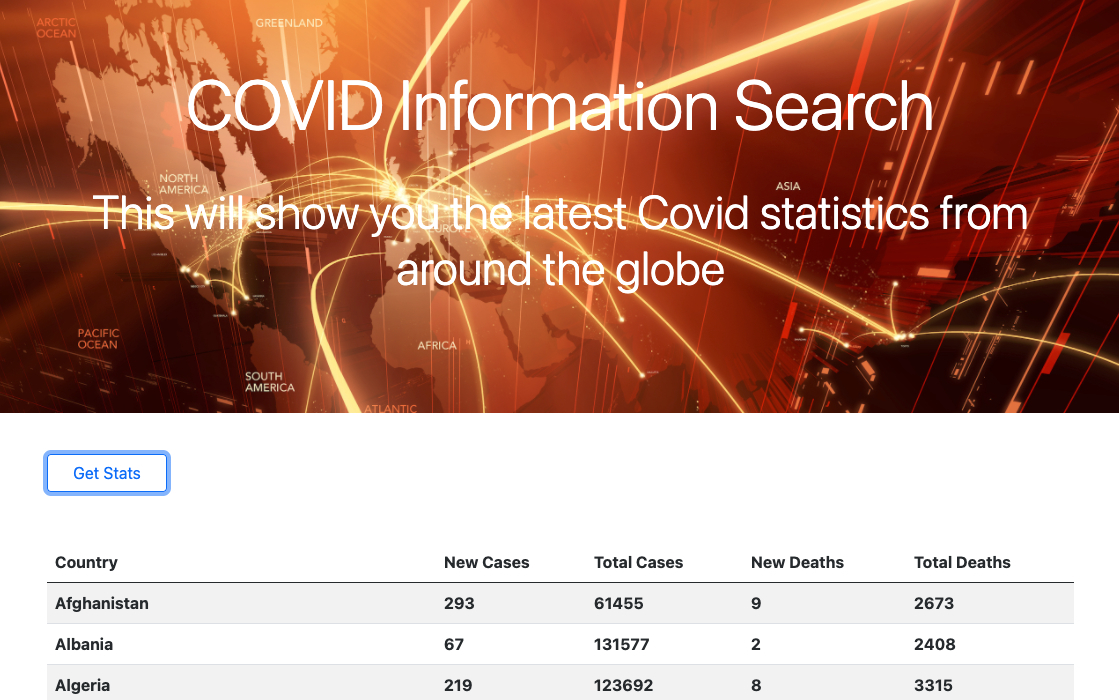 ARCTIC
OCEAN
GREENLAND
COVID Information Search
NORTH
AMERICA
ASIA
This will show you the latest Covid statistics from
around the globe
PACIFIC
OCEAN
AFRICA
SOUTH
AMERICA
ATLANTIC
Get Stats
Country New Cases Total Cases New Deaths Total Deaths
Afghanistan 293 61455 9 2673
Albania 67 131577 2 2408
Algeria 219 123692 8 3315